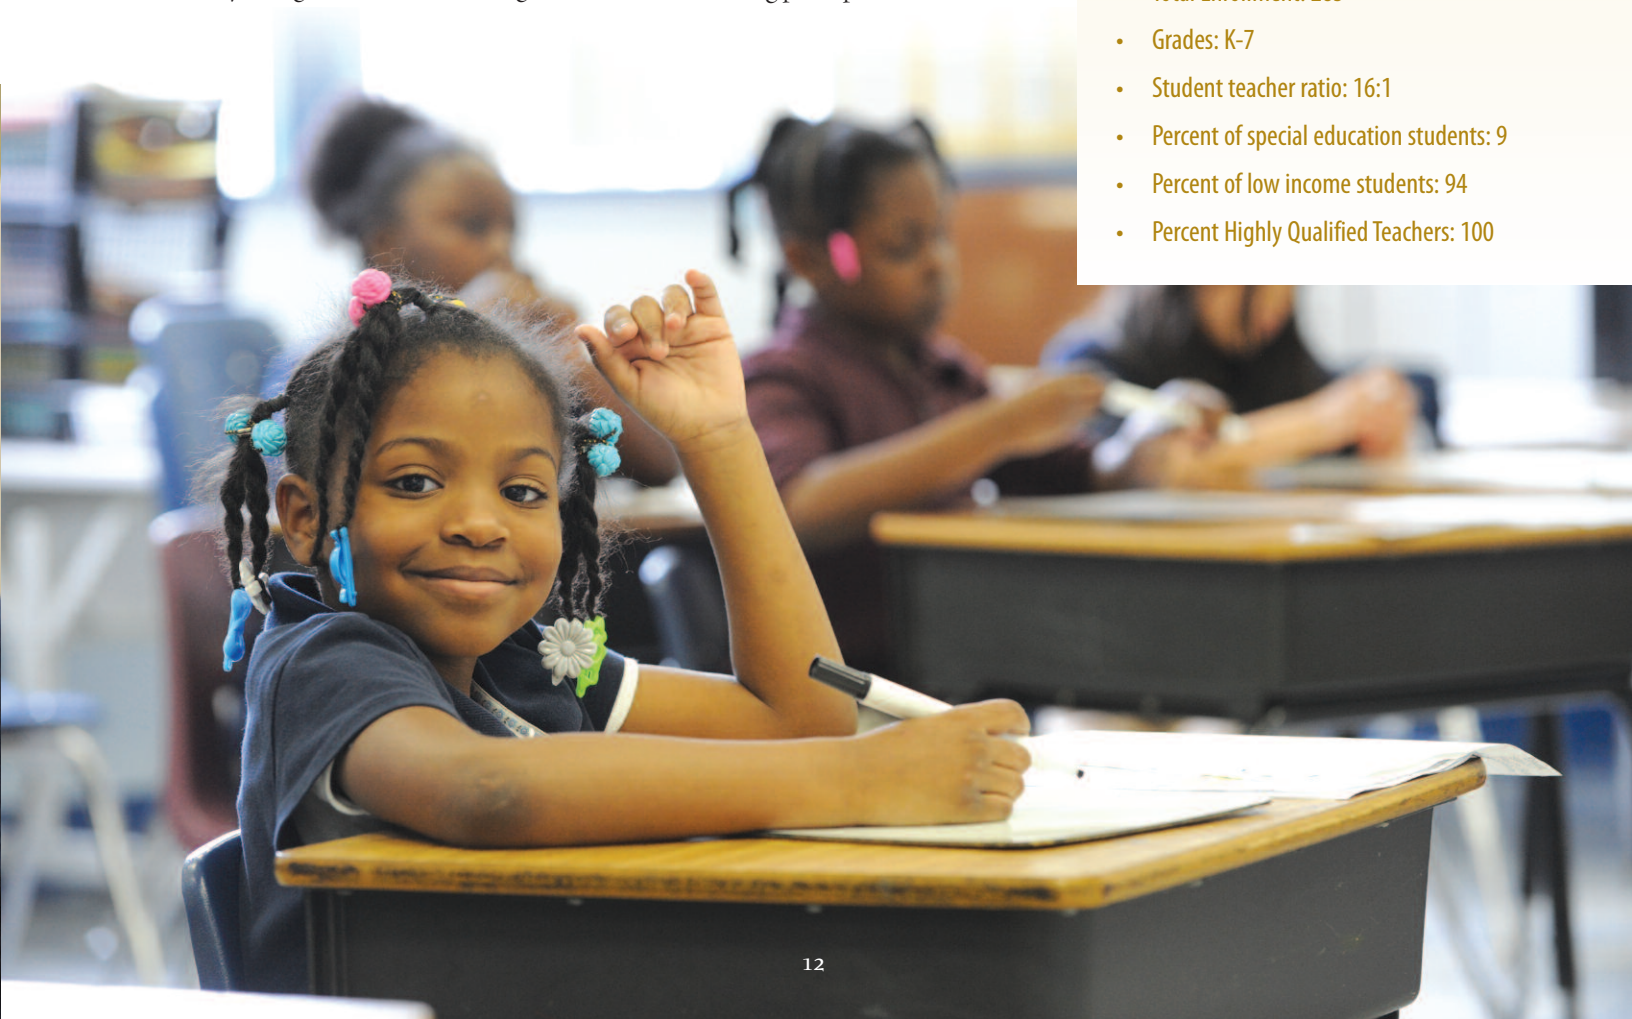 • Grades: K-7
• Student teacher ratio: 16:1
• Percent of special education students: 9
• Percent of low income students: 94
• Percent Highly Qualified Teachers: 100
12